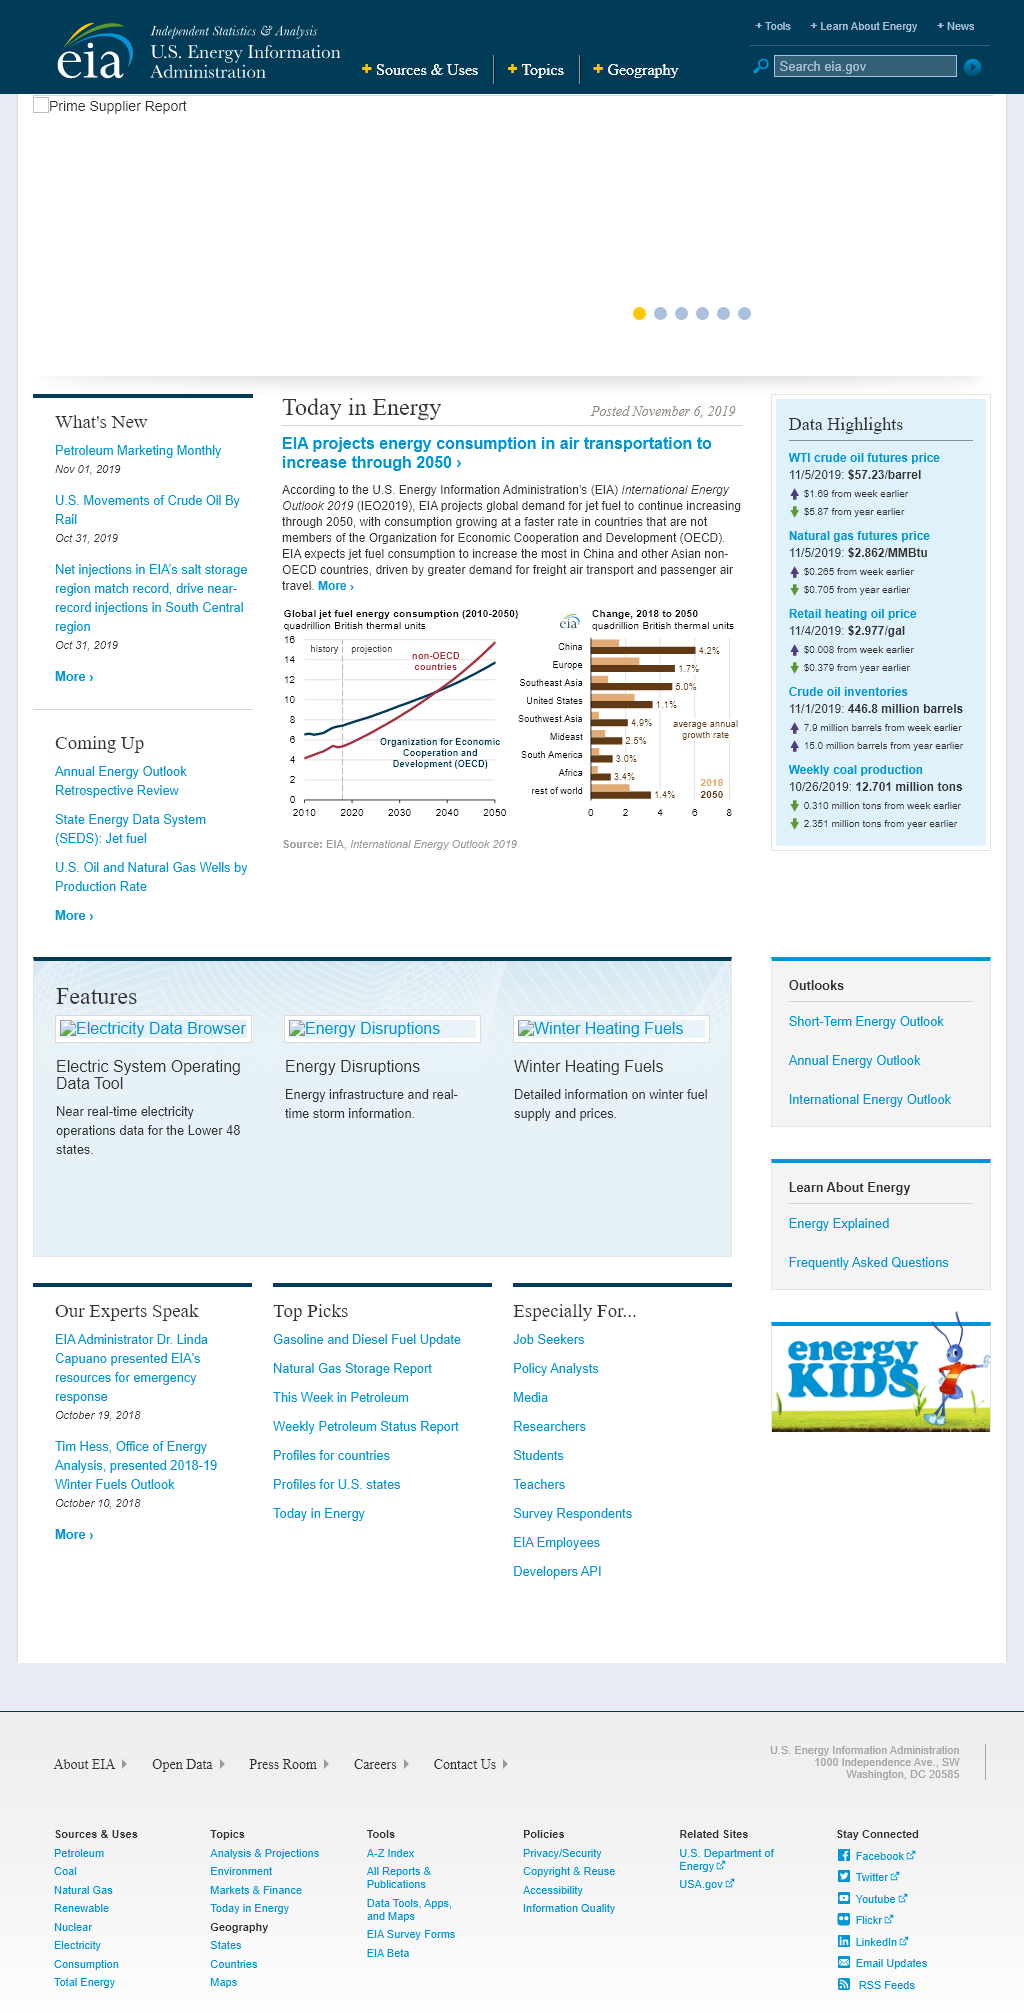 Independent Statistics & Analysis
eia
U.S. Energy Information
Administration
+ Sources & Uses
+ Topics
+ Geography
+ Tools
+ Learn About Energy
+ News
Search eia.gov
Prime Supplier Report
What's New
Petroleum Marketing Monthly
Nov 01, 2019
U.S. Movements of Crude Oil By
Rail
Oct 31, 2019
Net injections in EIA's salt storage
region match record, drive near-
record injections in South Central
region
Oct 31, 2019
More ›
Coming Up
Annual Energy Outlook
Retrospective Review
State Energy Data System
(SEDS): Jet fuel
U.S. Oil and Natural Gas Wells by
Production Rate
More ›
Today in Energy
Posted November 6, 2019
EIA projects energy consumption in air transportation to
increase through 2050 ›
According to the U.S. Energy Information Administration's (EIA) International Energy
Outlook 2019 (IEO2019), EIA projects global demand for jet fuel to continue increasing
through 2050, with consumption growing at a faster rate in countries that are not
members of the Organization for Economic Cooperation and Development (OECD).
EIA expects jet fuel consumption to increase the most in China and other Asian non-
OECD countries, driven by greater demand for freight air transport and passenger air
travel. More ›
Global jet fuel energy consumption (2010-2050)
quadrillion British thermal units
16
14
12
10
8
6
4
2
0
history
projection
non-OECD
countries
Organization for Economic
Cooperation and
Development (OECD)
2010
2020
2030
2040
2050
eia
Change, 2018 to 2050
quadrillion British thermal units
China
4.2%
Europe
1.7%
Southeast Asia
5.0%
United States
1.1%
Southwest Asia
4.9%
average annual
growth rate
Mideast
2.5%
South America
3.0%
Africa
3.4%
rest of world
1.4%
2018
2050
0
2
4
6
8
Source: EIA, International Energy Outlook 2019
Data Highlights
WTI crude oil futures price
11/5/2019: $57.23/barrel
$1.69 from week earlier
$5.87 from year earlier
Natural gas futures price
11/5/2019: $2.862/MMBtu
$0.265 from week earlier
$0.705 from year earlier
Retail heating oil price
11/4/2019: $2.977/gal
$0.008 from week earlier
$0.379 from year earlier
Crude oil inventories
11/1/2019: 446.8 million barrels
7.9 million barrels from week earlier
15.0 million barrels from year earlier
Weekly coal production
10/26/2019: 12.701 million tons
0.310 million tons from week earlier
2.351 million tons from year earlier
Features
Electricity Data Browser
Electric System Operating
Data Tool
Near real-time electricity
operations data for the Lower 48
states.
Energy Disruptions
Energy Disruptions
Energy infrastructure and real-
time storm information.
Winter Heating Fuels
Winter Heating Fuels
Detailed information on winter fuel
supply and prices.
Outlooks
Short-Term Energy Outlook
Annual Energy Outlook
International Energy Outlook
Learn About Energy
Energy Explained
Frequently Asked Questions
energy
KIDS
Our Experts Speak
EIA Administrator Dr. Linda
Capuano presented EIA's
resources for emergency
response
October 19, 2018
Tim Hess, Office of Energy
Analysis, presented 2018-19
Winter Fuels Outlook
October 10, 2018
More ›
Top Picks
Gasoline and Diesel Fuel Update
Natural Gas Storage Report
This Week in Petroleum
Weekly Petroleum Status Report
Profiles for countries
Profiles for U.S. states
Today in Energy
Especially For...
Job Seekers
Policy Analysts
Media
Researchers
Students
Teachers
Survey Respondents
EIA Employees
Developers API
About EIA
Open Data
Press Room
Careers
Contact Us
U.S. Energy Information Administration
1000 Independence Ave., SW
Washington, DC 20585
Sources & Uses
Petroleum
Coal
Natural Gas
Renewable
Nuclear
Electricity
Consumption
Total Energy
Topics
Analysis & Projections
Environment
Markets & Finance
Today in Energy
Geography
States
Countries
Maps
Tools
A-Z Index
All Reports &
Publications
Data Tools, Apps,
and Maps
EIA Survey Forms
EIA Beta
Policies
Privacy/Security
Copyright & Reuse
Accessibility
Information Quality
Related Sites
U.S. Department of
Energy
USA.gov
Stay Connected
Facebook
Twitter
Youtube
Flickr
LinkedIn
Email Updates
RSS Feeds